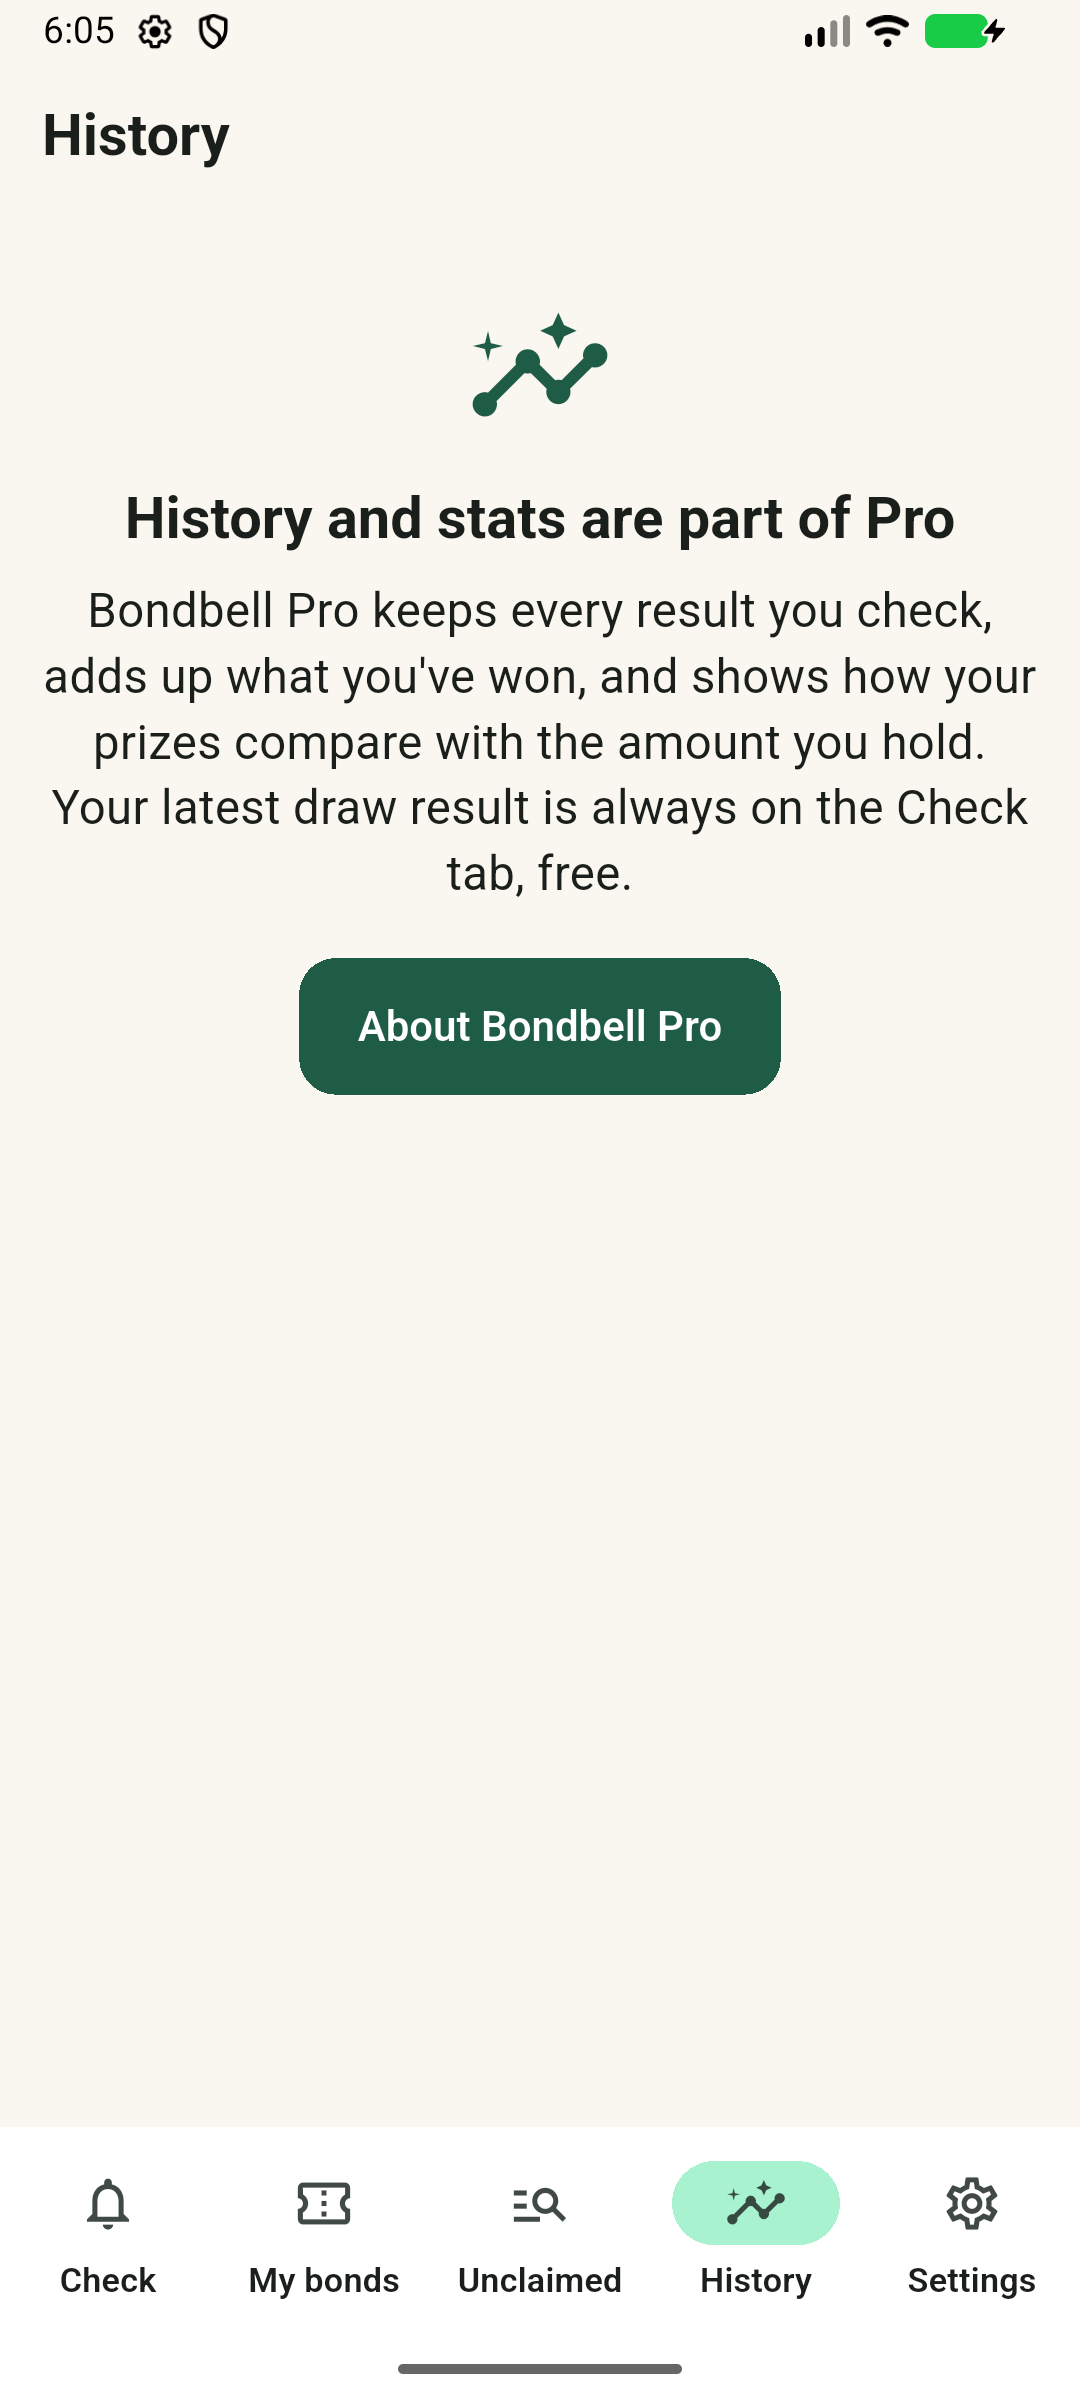 6:05
History
History and stats are part of Pro
Bondbell Pro keeps every result you check,
adds up what you've won, and shows how your
prizes compare with the amount you hold.
Your latest draw result is always on the Check
tab, free.
About Bondbell Pro
Check
My bonds
Unclaimed
History
Settings